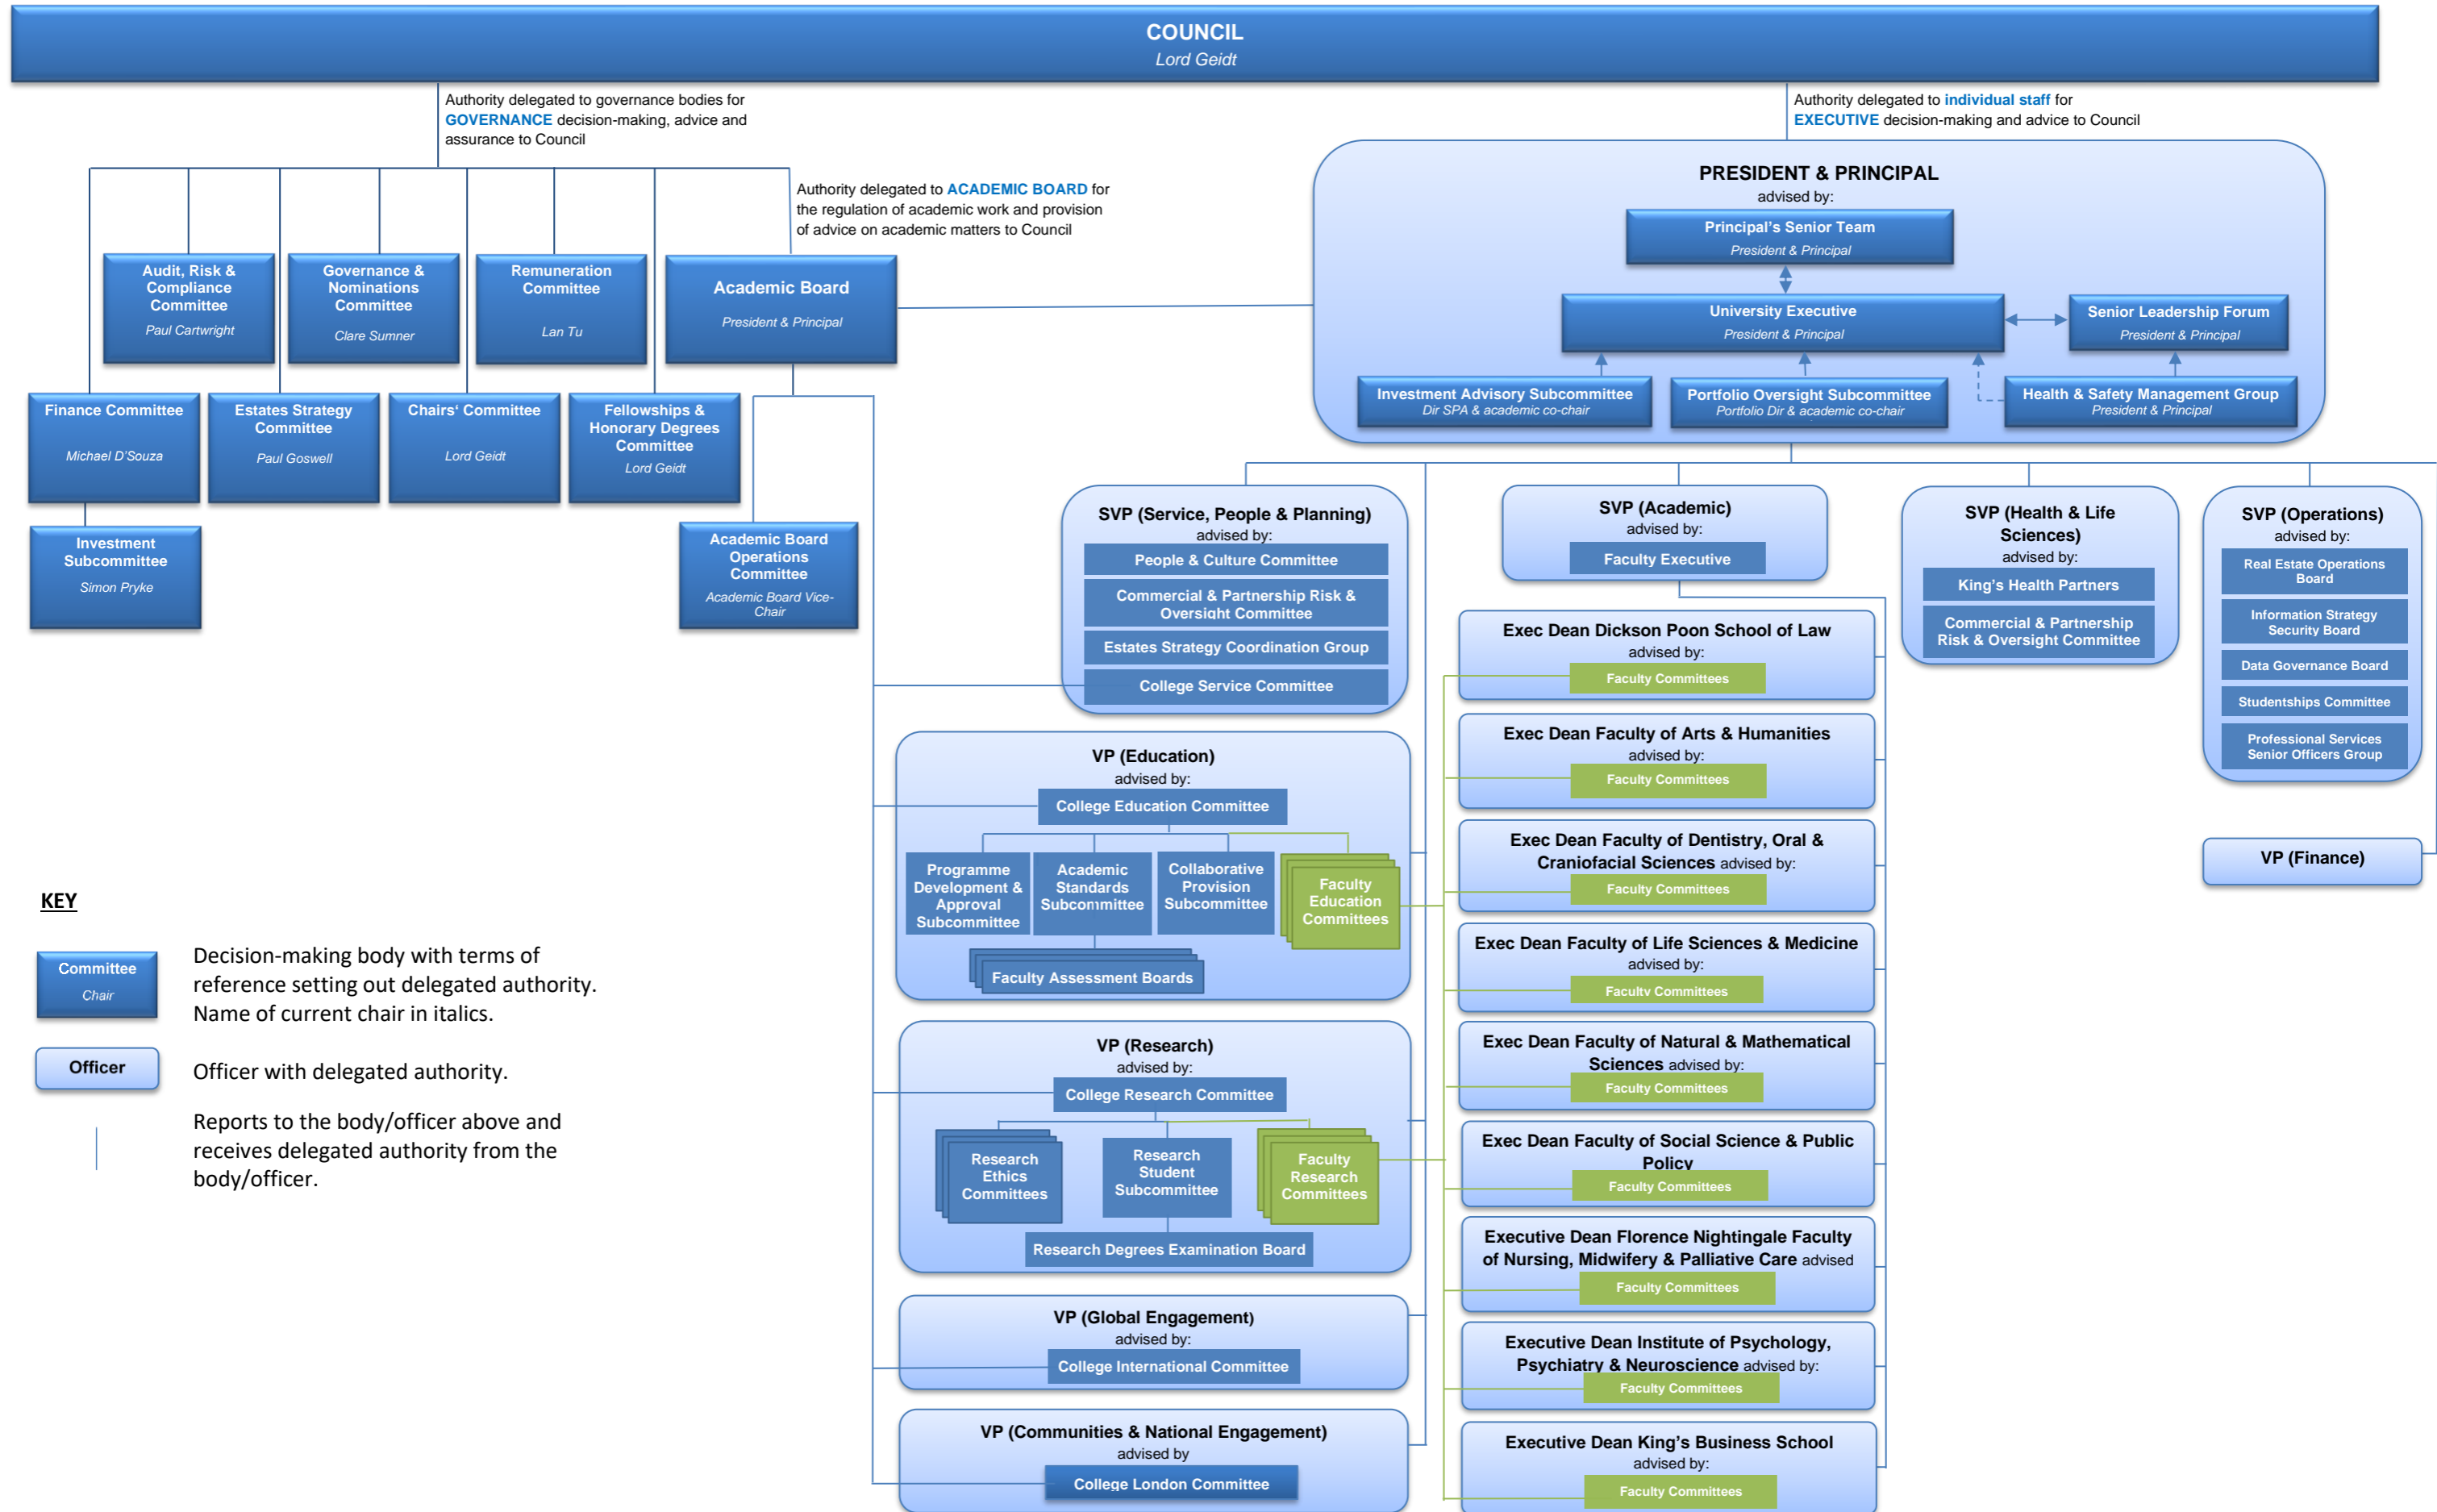 COUNCIL
Lord Geidt
Authority delegated to governance bodies for
GOVERNANCE decision-making, advice and
assurance to Council
Authority delegated to individual staff for
EXECUTIVE decision-making and advice to Council
Authority delegated to ACADEMIC BOARD for
the regulation of academic work and provision
of advice on academic matters to Council
Audit, Risk &
Compliance
Committee
Paul Cartwright
Governance &
Nominations
Committee
Clare Sumner
Remuneration
Committee
Lan Tu
Academic Board
President & Principal
Finance Committee
Michael D'Souza
Estates Strategy
Committee
Paul Goswell
Chairs' Committee
Lord Geidt
Fellowships &
Honorary Degrees
Committee
Lord Geidt
Investment
Subcommittee
Simon Pryke
Academic Board
Operations
Committee
Academic Board Vice-
Chair
PRESIDENT & PRINCIPAL
advised by:
Principal's Senior Team
President & Principal
University Executive
President & Principal
Senior Leadership Forum
President & Principal
Investment Advisory Subcommittee
Dir SPA & academic co-chair
Portfolio Oversight Subcommittee
Portfolio Dir & academic co-chair
Health & Safety Management Group
President & Principal
SVP (Service, People & Planning)
advised by:
People & Culture Committee
Commercial & Partnership Risk &
Oversight Committee
Estates Strategy Coordination Group
College Service Committee
SVP (Academic)
advised by:
Faculty Executive
SVP (Health & Life
Sciences)
advised by:
King's Health Partners
Commercial & Partnership
Risk & Oversight Committee
SVP (Operations)
advised by:
Real Estate Operations
Board
Information Strategy
Security Board
Data Governance Board
Studentships Committee
Professional Services
Senior Officers Group
VP (Finance)
VP (Education)
advised by:
College Education Committee
Programme
Development &
Approval
Subcommittee
Academic
Standards
Subcommittee
Collaborative
Provision
Subcommittee
Faculty
Education
Committees
Faculty Assessment Boards
VP (Research)
advised by:
College Research Committee
Research
Ethics
Committees
Research
Student
Subcommittee
Faculty
Research
Committees
Research Degrees Examination Board
VP (Global Engagement)
advised by:
College International Committee
VP (Communities & National Engagement)
advised by
College London Committee
Exec Dean Dickson Poon School of Law
advised by:
Faculty Committees
Exec Dean Faculty of Arts & Humanities
advised by:
Faculty Committees
Exec Dean Faculty of Dentistry, Oral &
Craniofacial Sciences advised by:
Faculty Committees
Exec Dean Faculty of Life Sciences & Medicine
advised by:
Faculty Committees
Exec Dean Faculty of Natural & Mathematical
Sciences advised by:
Faculty Committees
Exec Dean Faculty of Social Science & Public
Policy
Faculty Committees
Executive Dean Florence Nightingale Faculty
of Nursing, Midwifery & Palliative Care advised
Faculty Committees
Executive Dean Institute of Psychology,
Psychiatry & Neuroscience advised by:
Faculty Committees
Executive Dean King's Business School
advised by:
Faculty Committees
KEY
Committee
Chair
Decision-making body with terms of
reference setting out delegated authority.
Name of current chair in italics.
Officer
Officer with delegated authority.
Reports to the body/officer above and
receives delegated authority from the
body/officer.